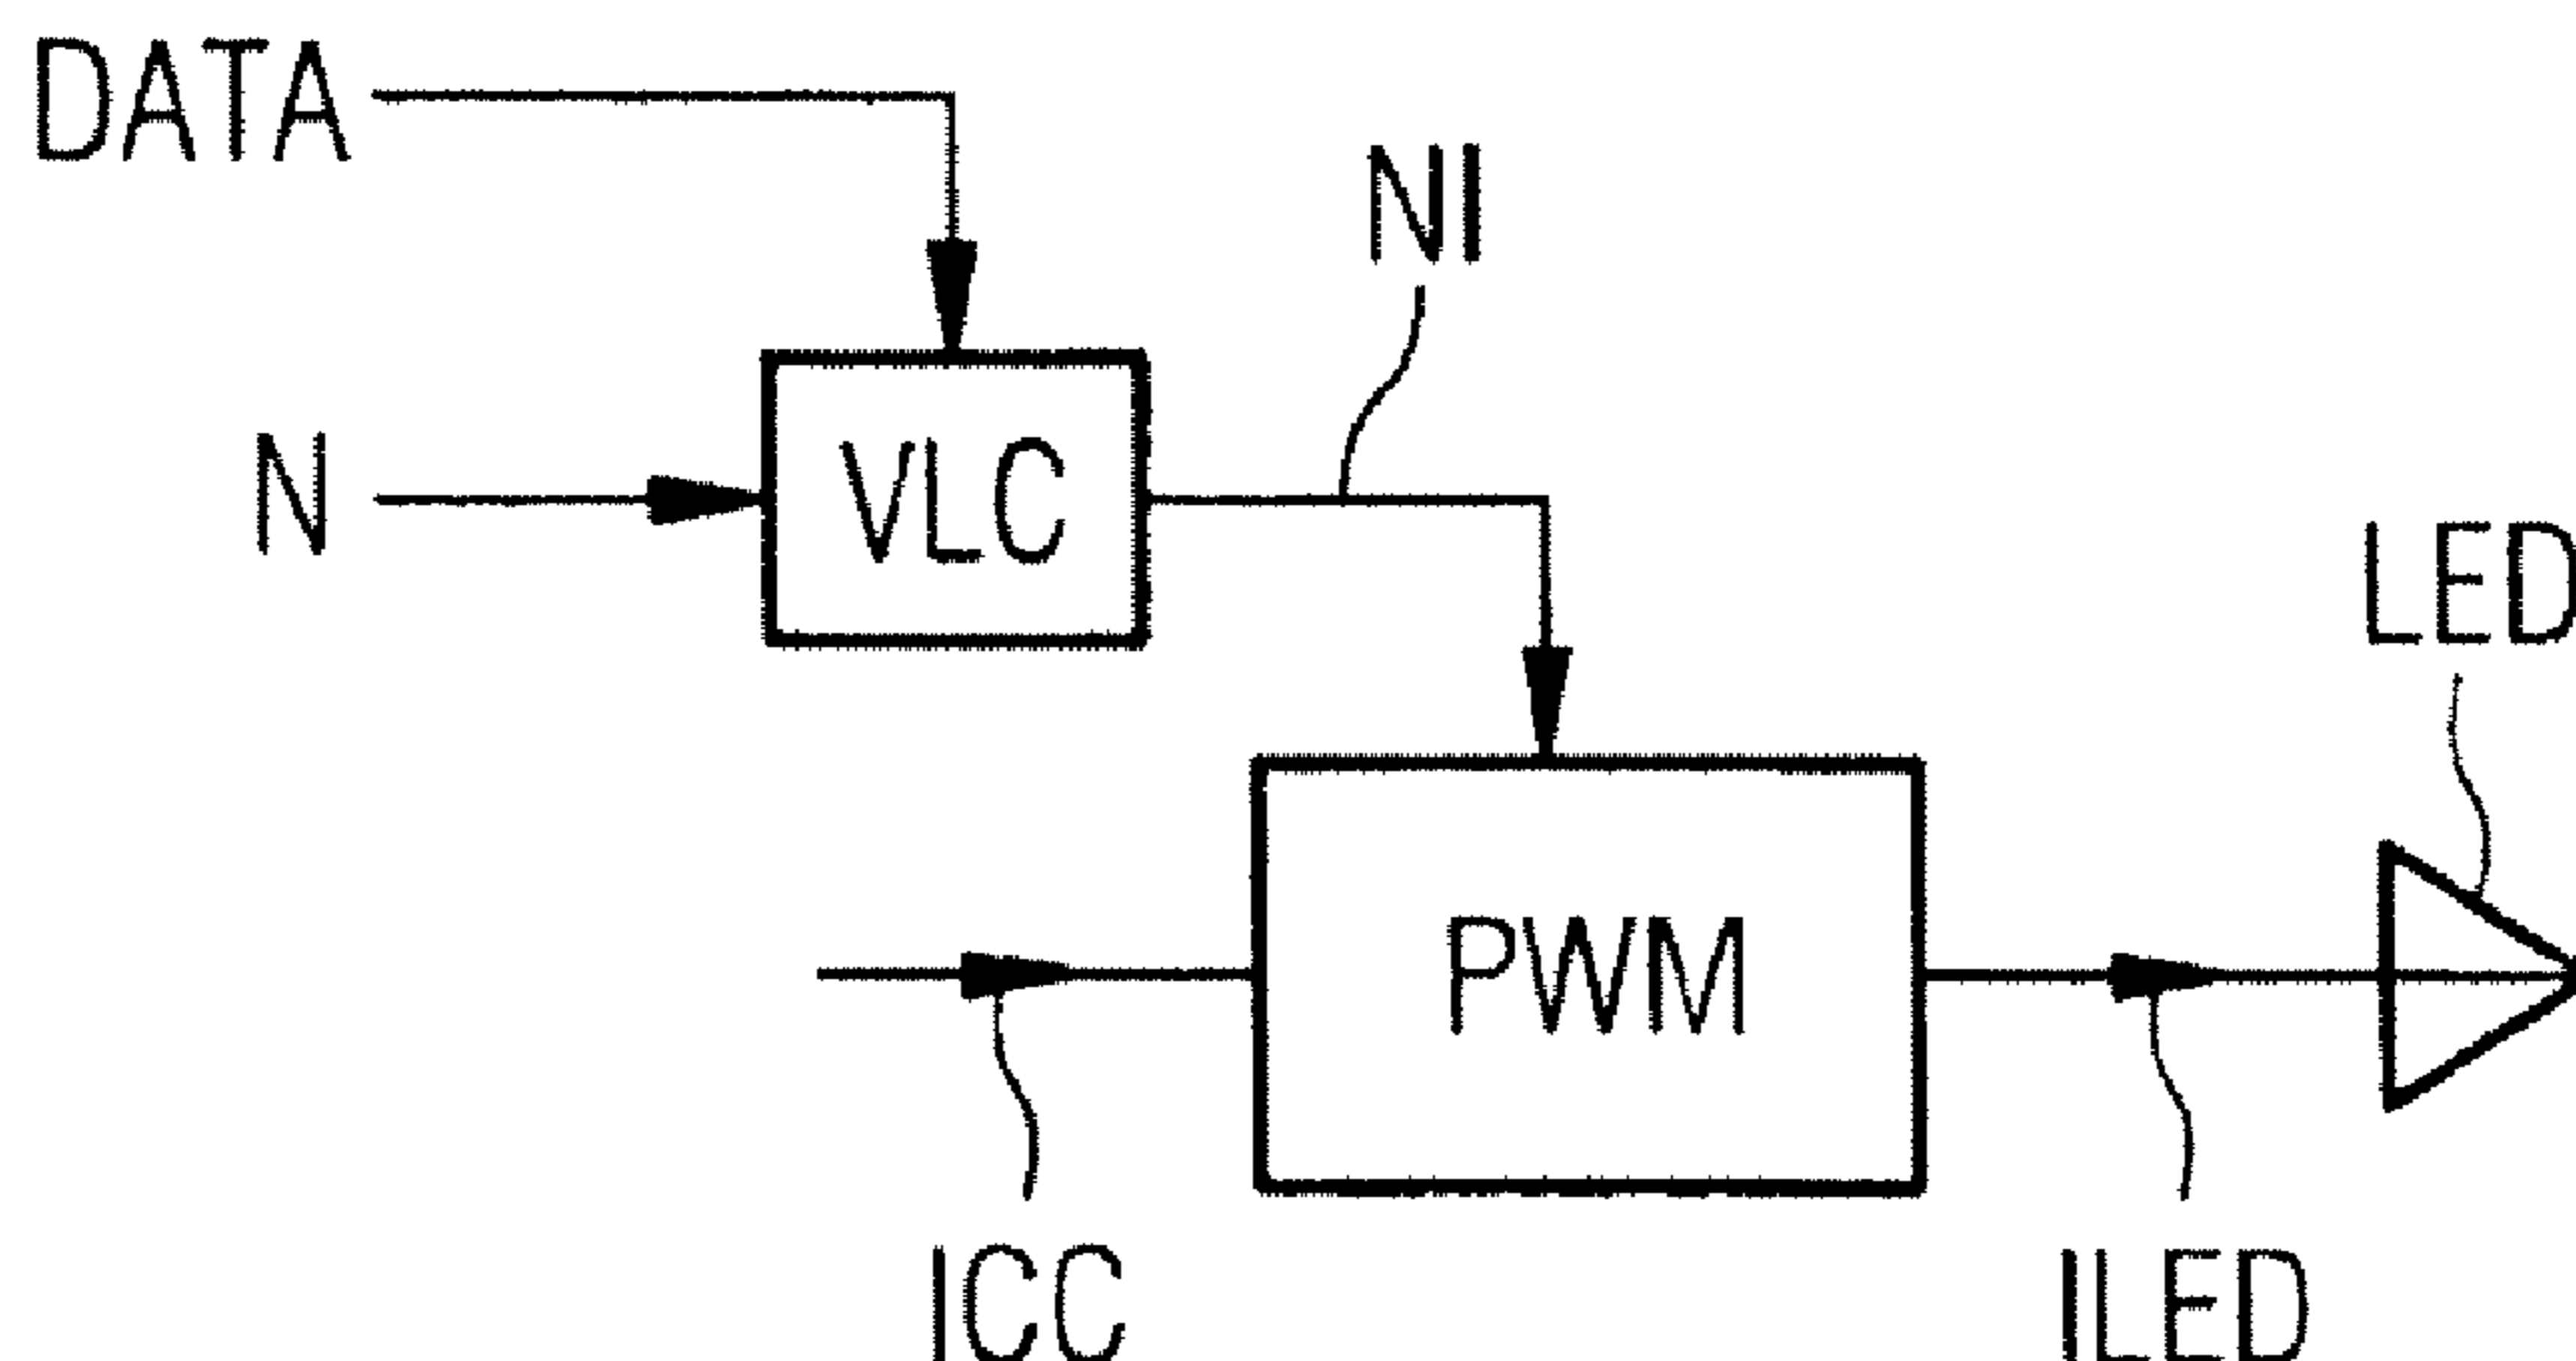 DATA
NI
N
VLC
LED
PWM
ICC
ILED